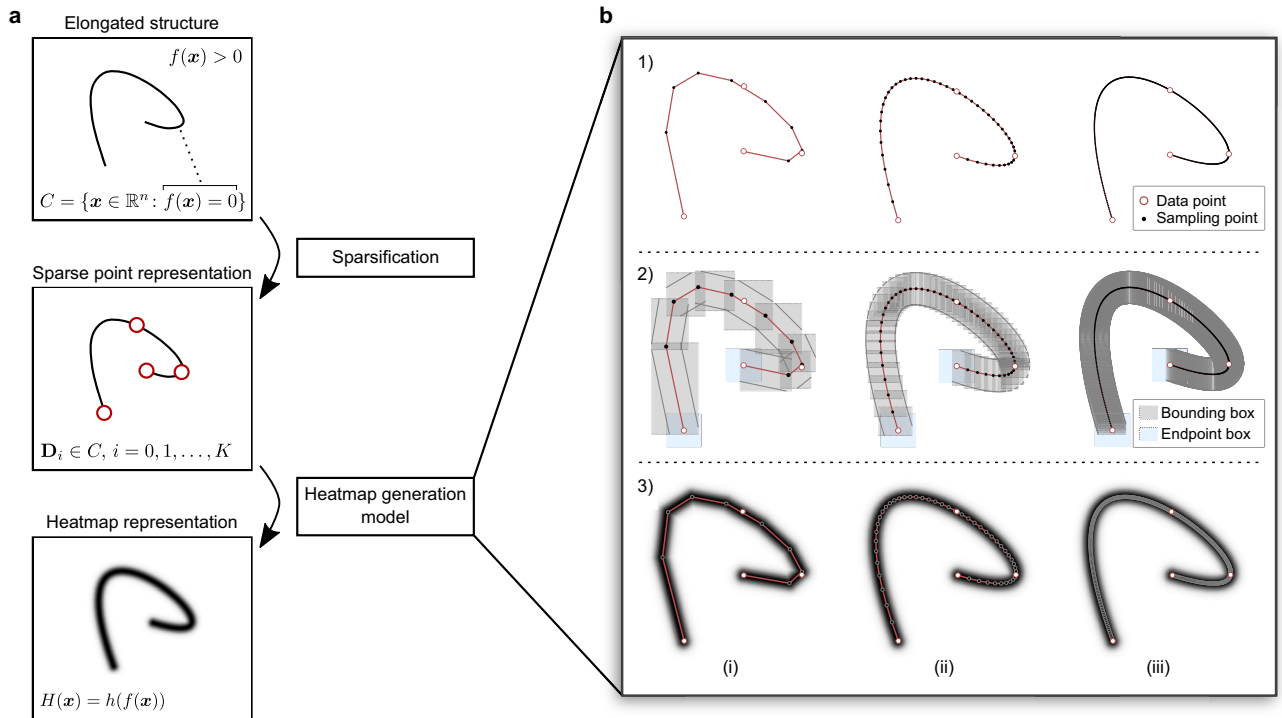 a
Elongated structure
f(x) > 0
C = {x ∈ ℝⁿ : f(x) = 0}
Sparsification
Sparse point representation
D_i ∈ C, i = 0, 1, . . . , K
Heatmap generation
model
Heatmap representation
H(x) = h(f(x))
b
1)
Data point
Sampling point
2)
Bounding box
Endpoint box
3)
(i)
(ii)
(iii)